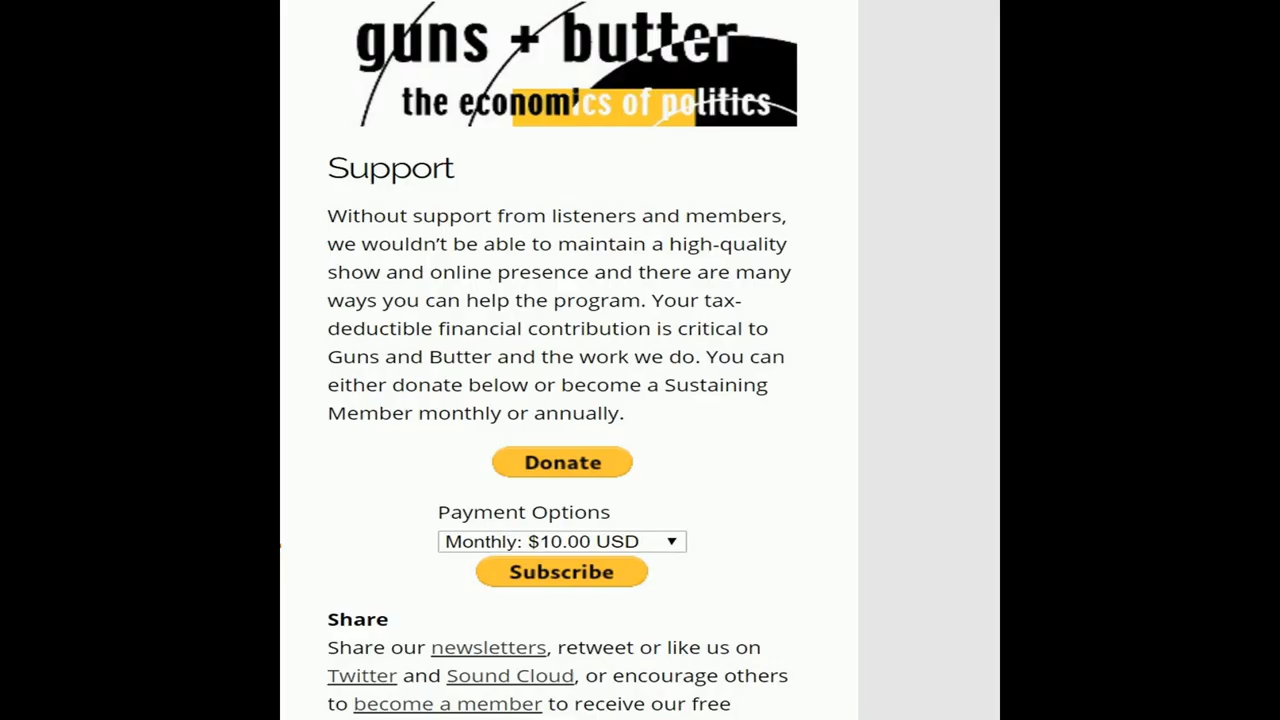 guns + butter
the economics of politics
Support
Without support from listeners and members,
we wouldn’t be able to maintain a high-quality
show and online presence and there are many
ways you can help the program. Your tax-
deductible financial contribution is critical to
Guns and Butter and the work we do. You can
either donate below or become a Sustaining
Member monthly or annually.
Donate
Payment Options
Monthly: $10.00 USD
Subscribe
Share
Share our newsletters, retweet or like us on
Twitter and Sound Cloud, or encourage others
to become a member to receive our free